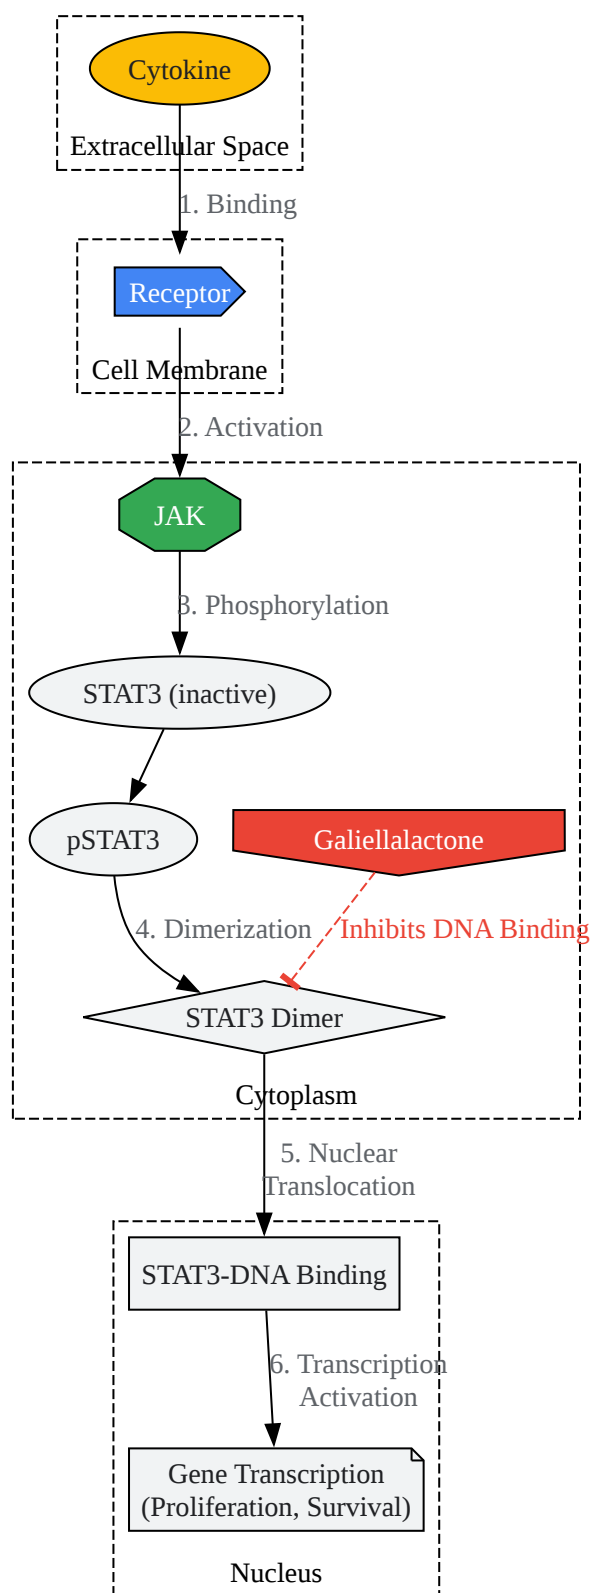 Cytokine
Extracellular Space
1. Binding
Receptor
Cell Membrane
2. Activation
JAK
3. Phosphorylation
STAT3 (inactive)
pSTAT3
Galiellalactone
4. Dimerization
Inhibits DNA Binding
STAT3 Dimer
Cytoplasm
5. Nuclear
Translocation
STAT3-DNA Binding
6. Transcription
Activation
Gene Transcription
(Proliferation, Survival)
Nucleus